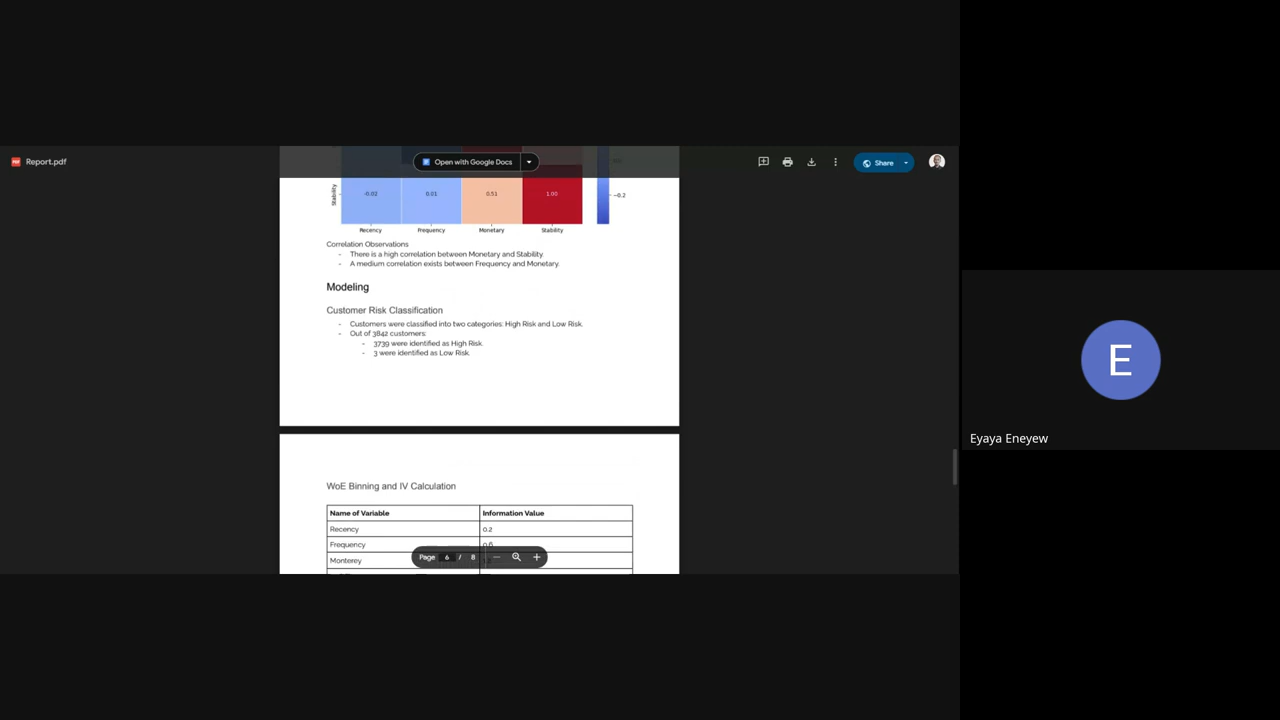 Report.pdf
Open with Google Docs
Share
Stability
-0.02 0.01 0.51 1.00
−0.2
Recency Frequency Monetary Stability
Correlation Observations
- There is a high correlation between Monetary and Stability.
- A medium correlation exists between Frequency and Monetary.
Modeling
Customer Risk Classification
- Customers were classified into two categories: High Risk and Low Risk.
- Out of 3842 customers:
- 3739 were identified as High Risk.
- 3 were identified as Low Risk.
WoE Binning and IV Calculation
Name of Variable Information Value
Recency 0.2
Frequency 0.6
Page 6 / 8
Monterey
E
Eyaya Eneyew